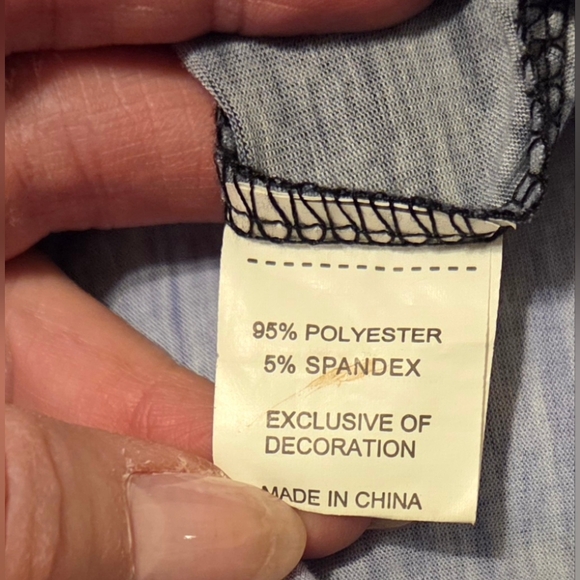 95% POLYESTER
5% SPANDEX
EXCLUSIVE OF
DECORATION
MADE IN CHINA